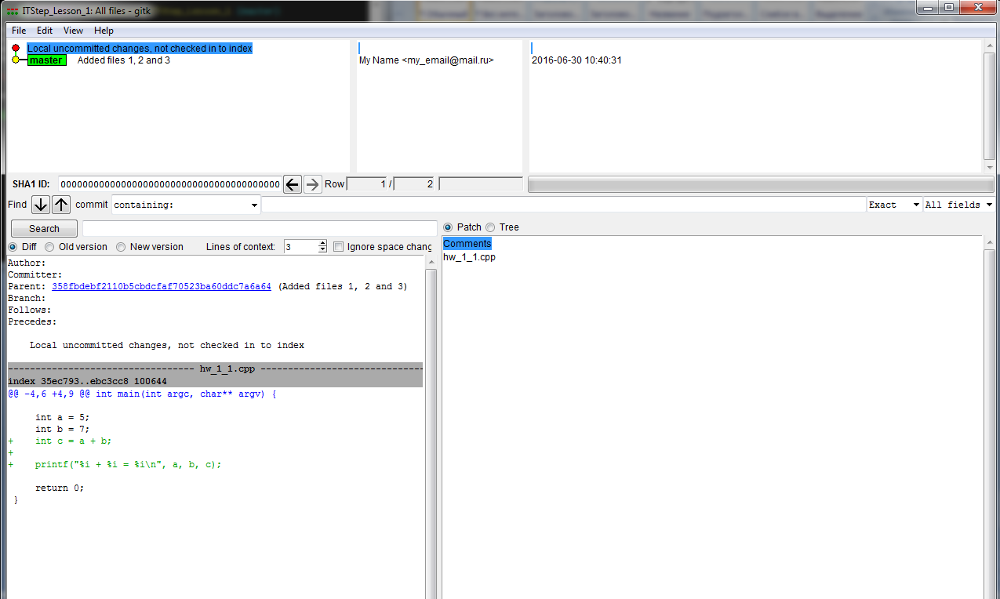 ITStep_Lesson_1: All files - gitk
File Edit View Help
Local uncommitted changes, not checked in to index
master Added files 1, 2 and 3 My Name <my_email@mail.ru> 2016-06-30 10:40:31
SHA1 ID: 0000000000000000000000000000000000000000 Row 1 / 2
Find commit containing: Exact All fields
Search
Patch Tree
Diff Old version New version Lines of context: 3 Ignore space chang
Comments
hw_1_1.cpp
Author:
Committer:
Parent: 358fbdebf2110b5cbdcfaf70523ba60ddc7a6a64 (Added files 1, 2 and 3)
Branch:
Follows:
Precedes:
Local uncommitted changes, not checked in to index
---------------------------------- hw_1_1.cpp ------------------------------
index 35ec793..ebc3cc8 100644
@@ -4,6 +4,9 @@ int main(int argc, char** argv) {
int a = 5;
int b = 7;
+ int c = a + b;
+
+ printf("%i + %i = %i\n", a, b, c);
return 0;
}